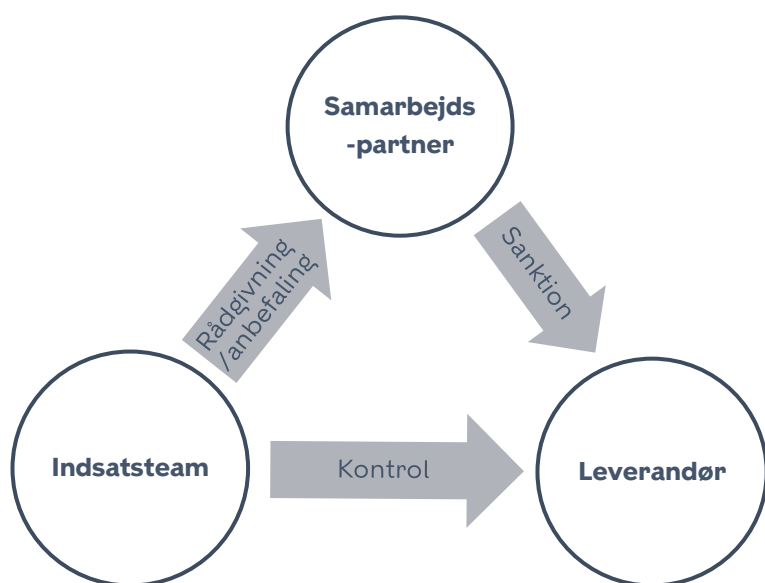 Samarbejds
-partner
Rådgivning
/anbefaling
Sanktion
Indsatsteam
Kontrol
Leverandør